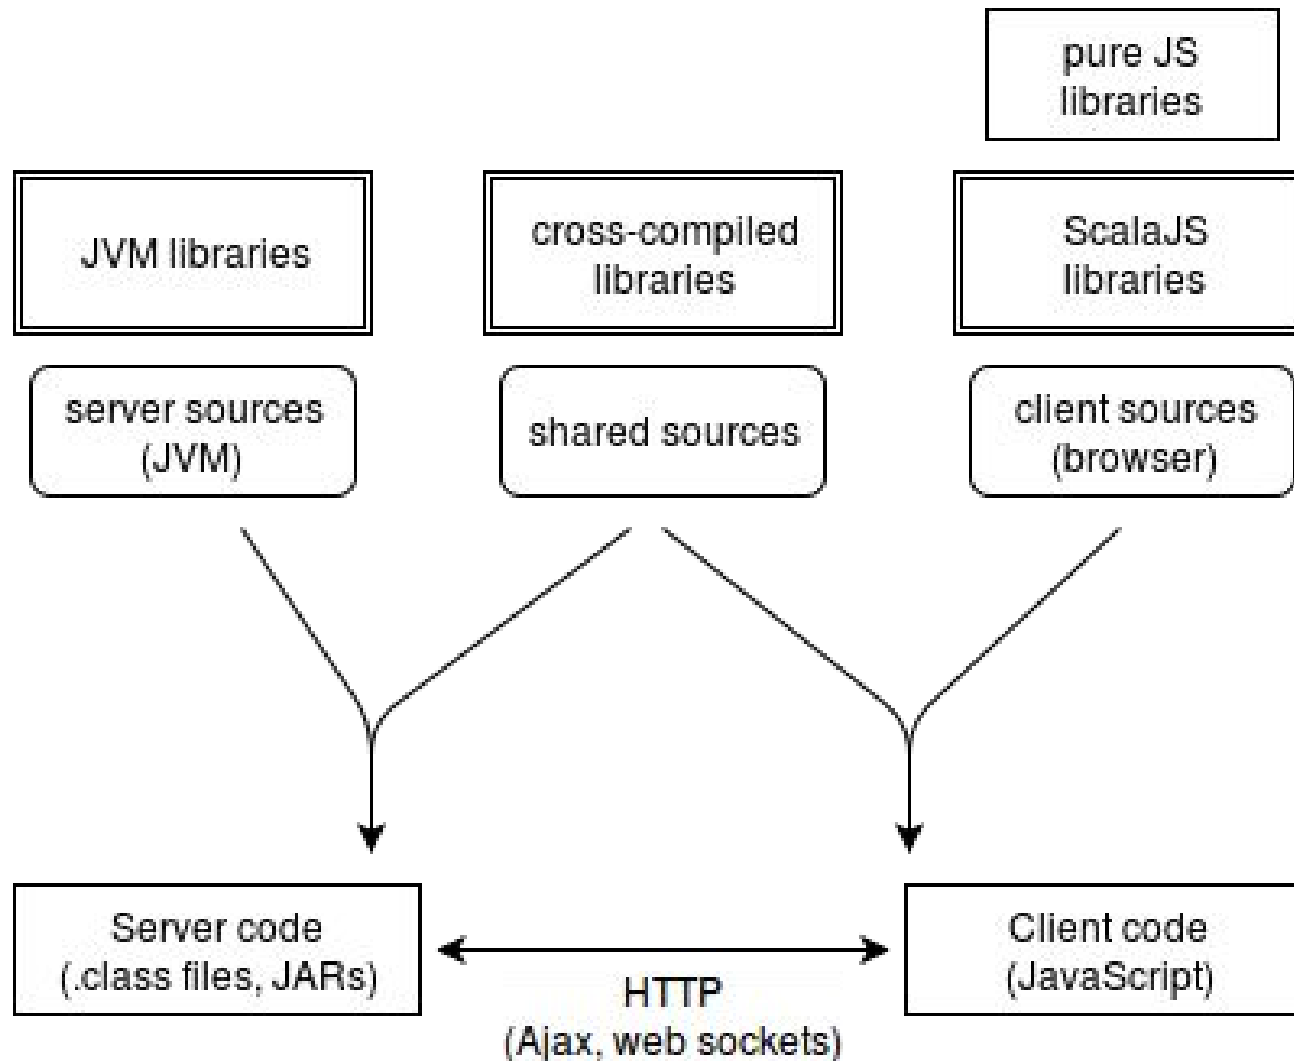 pure JS
libraries
JVM libraries
cross-compiled
libraries
ScalaJS
libraries
server sources
(JVM)
shared sources
client sources
(browser)
Server code
(.class files, JARs)
HTTP
(Ajax, web sockets)
Client code
(JavaScript)